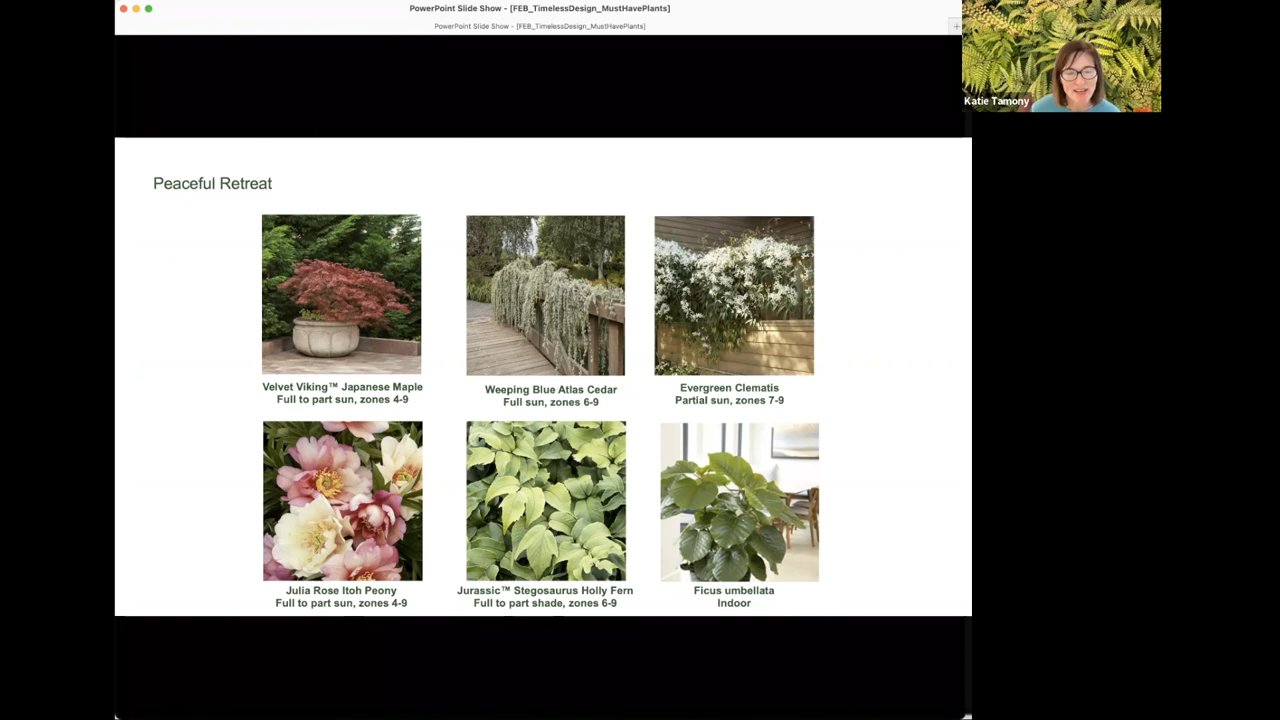 PowerPoint Slide Show - [FEB_TimelessDesign_MustHavePlants]
PowerPoint Slide Show - [FEB_TimelessDesign_MustHavePlants]
Katie Tamony
Peaceful Retreat
Velvet Viking™ Japanese Maple
Full to part sun, zones 4-9
Weeping Blue Atlas Cedar
Full sun, zones 6-9
Evergreen Clematis
Partial sun, zones 7-9
Julia Rose Itoh Peony
Full to part sun, zones 4-9
Jurassic™ Stegosaurus Holly Fern
Full to part shade, zones 6-9
Ficus umbellata
Indoor